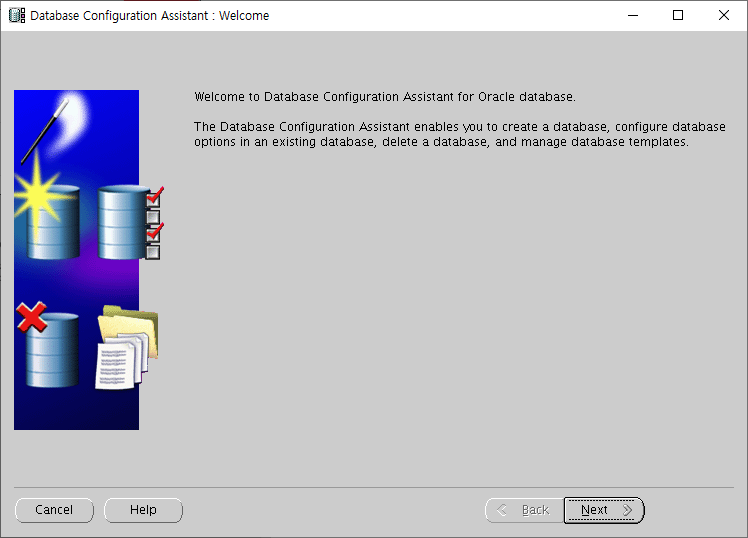 Database Configuration Assistant : Welcome
Welcome to Database Configuration Assistant for Oracle database.
The Database Configuration Assistant enables you to create a database, configure database
options in an existing database, delete a database, and manage database templates.
Cancel
Help
Back
Next